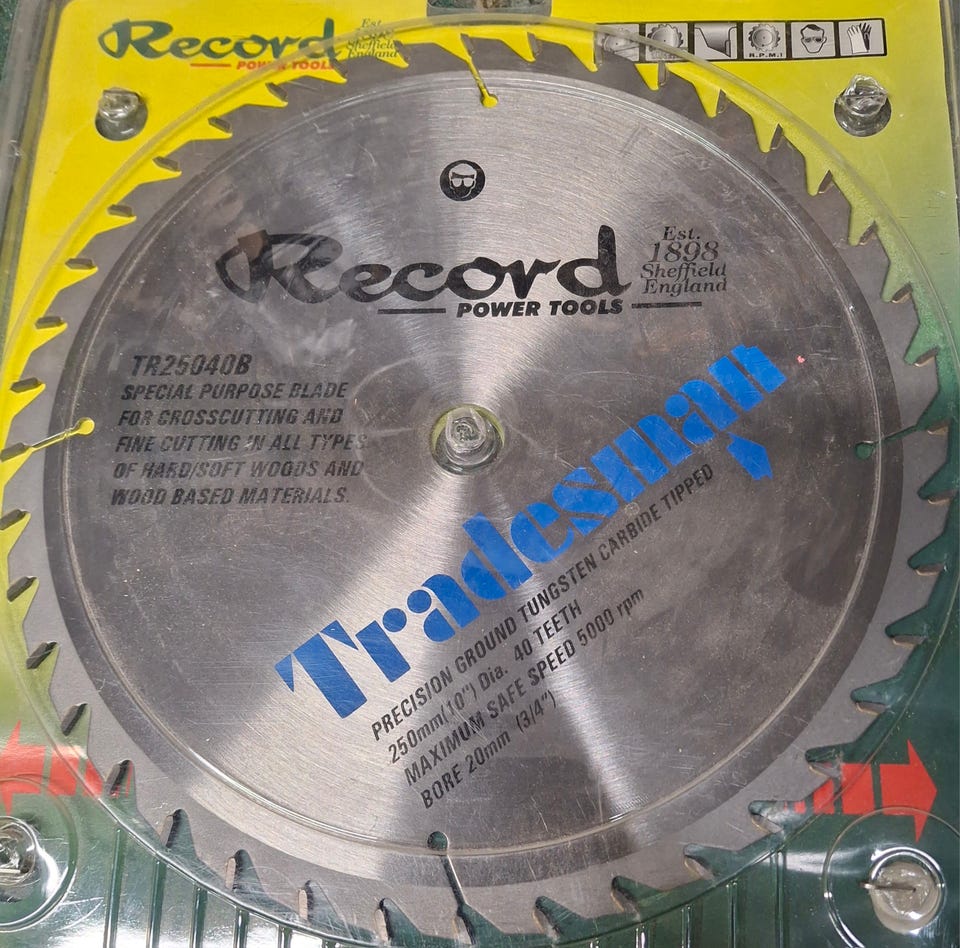 Record
POWER TOOLS
Est.
1898
Sheffield
England
R.P.M.!
Record
POWER TOOLS
Est.
1898
Sheffield
England
TR25040B
SPECIAL PURPOSE BLADE
FOR CROSSCUTTING AND
FINE CUTTING IN ALL TYPES
OF HARD/SOFT WOODS AND
WOOD BASED MATERIALS.
Tradesman
PRECISION GROUND TUNGSTEN CARBIDE TIPPED
250mm(10") Dia. 40 TEETH
MAXIMUM SAFE SPEED 5000 rpm
BORE 20mm (3/4")